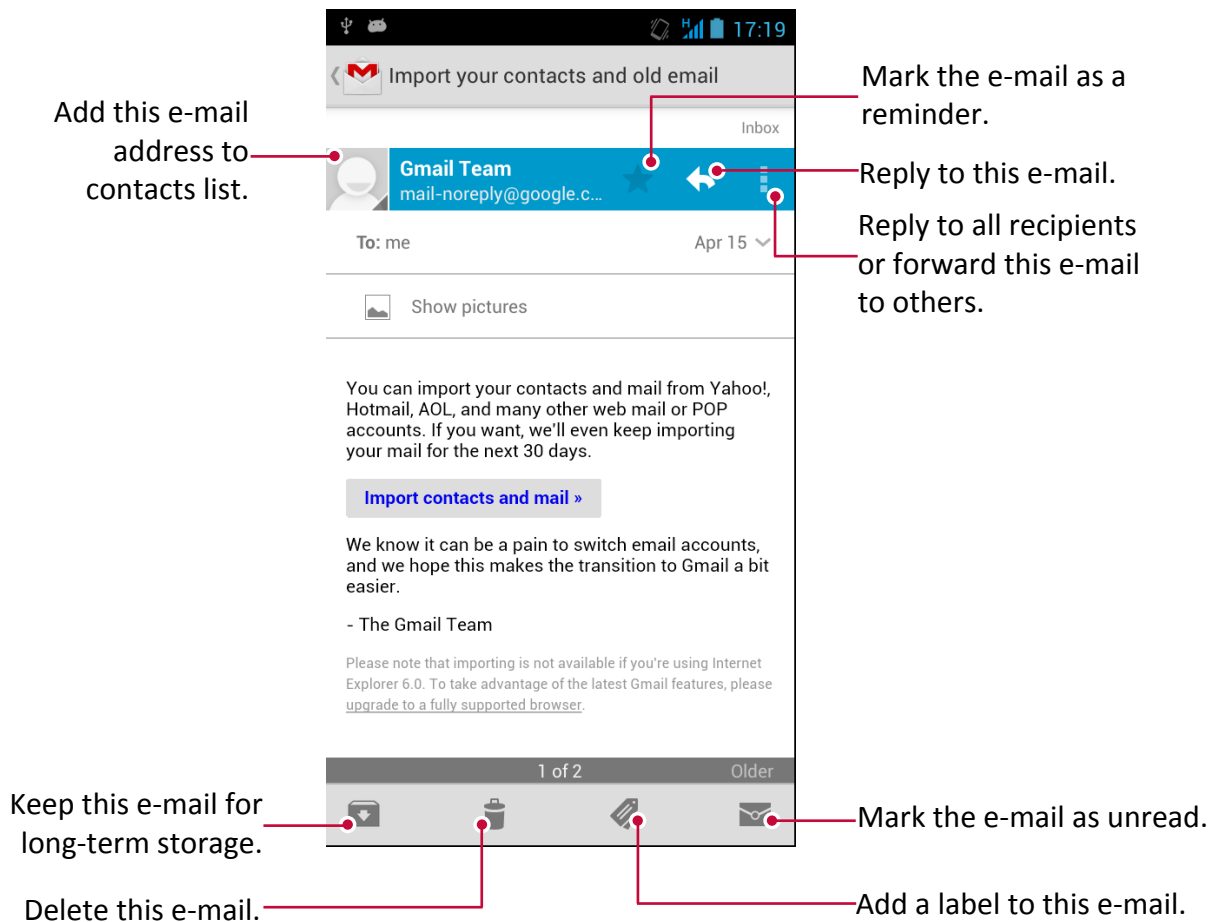 H 17:19
Import your contacts and old email
Inbox
Add this e-mail
address to
contacts list.
Gmail Team
mail-noreply@google.c...
Mark the e-mail as a
reminder.
Reply to this e-mail.
Reply to all recipients
or forward this e-mail
to others.
To: me Apr 15
Show pictures
You can import your contacts and mail from Yahoo!,
Hotmail, AOL, and many other web mail or POP
accounts. If you want, we'll even keep importing
your mail for the next 30 days.
Import contacts and mail »
We know it can be a pain to switch email accounts,
and we hope this makes the transition to Gmail a bit
easier.
- The Gmail Team
Please note that importing is not available if you're using Internet
Explorer 6.0. To take advantage of the latest Gmail features, please
upgrade to a fully supported browser.
1 of 2 Older
Keep this e-mail for
long-term storage.
Delete this e-mail.
Mark the e-mail as unread.
Add a label to this e-mail.